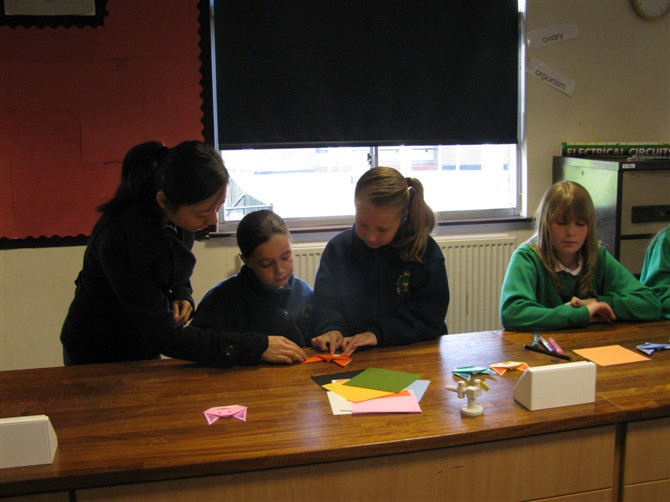 ovary
organism
ELECTRICAL CIRCUITS